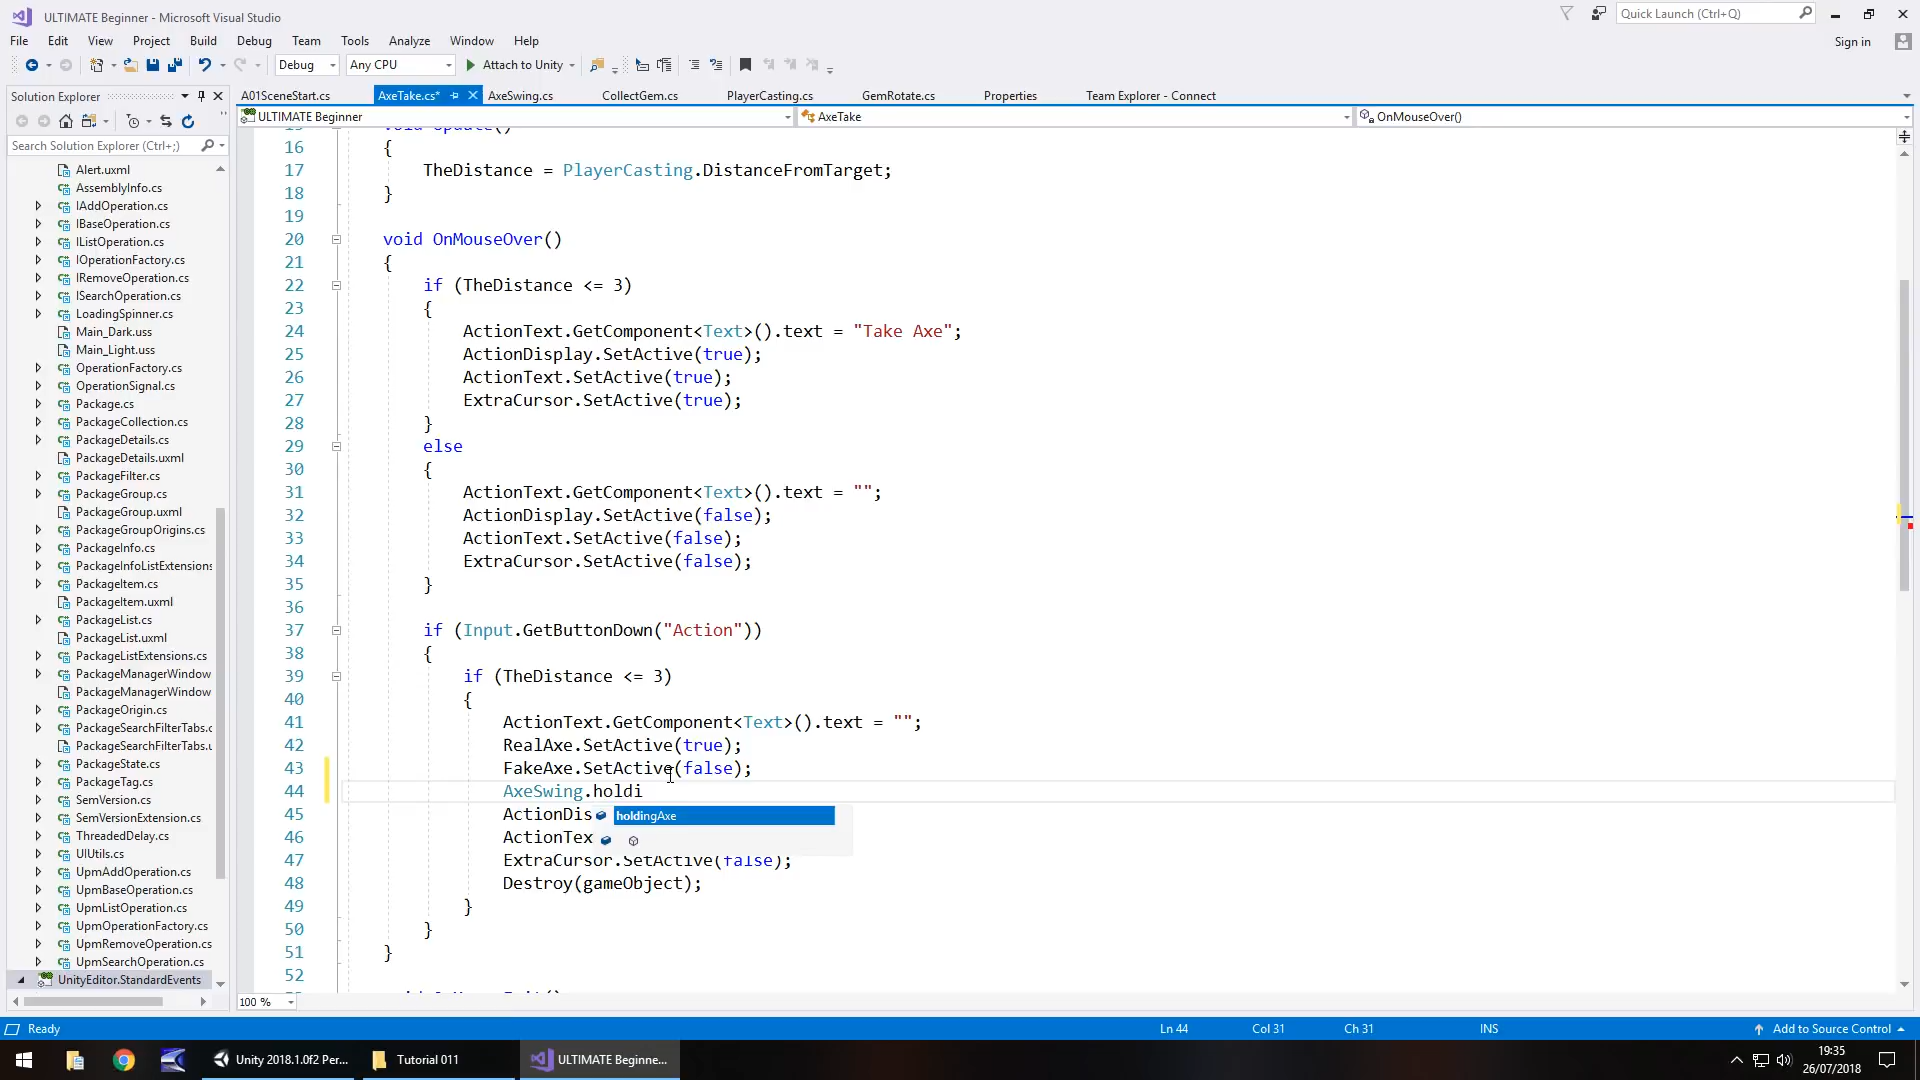 ULTIMATE Beginner - Microsoft Visual Studio
Quick Launch (Ctrl+Q)
File Edit View Project Build Debug Team Tools Analyze Window Help
Sign in
Debug Any CPU Attach to Unity
Solution Explorer
A01SceneStart.cs AxeTake.cs* AxeSwing.cs CollectGem.cs PlayerCasting.cs GemRotate.cs Properties Team Explorer - Connect
ULTIMATE Beginner AxeTake OnMouseOver()
Search Solution Explorer (Ctrl+;)
Alert.uxml
AssemblyInfo.cs
IAddOperation.cs
IBaseOperation.cs
IListOperation.cs
IOperationFactory.cs
IRemoveOperation.cs
ISearchOperation.cs
LoadingSpinner.cs
Main_Dark.uss
Main_Light.uss
OperationFactory.cs
OperationSignal.cs
Package.cs
PackageCollection.cs
PackageDetails.cs
PackageDetails.uxml
PackageFilter.cs
PackageGroup.cs
PackageGroup.uxml
PackageGroupOrigins.cs
PackageInfo.cs
PackageInfoListExtensions
PackageItem.cs
PackageItem.uxml
PackageList.cs
PackageList.uxml
PackageListExtensions.cs
PackageManagerWindow
PackageManagerWindow
PackageOrigin.cs
PackageSearchFilterTabs.c
PackageSearchFilterTabs.u
PackageState.cs
PackageTag.cs
SemVersion.cs
SemVersionExtension.cs
ThreadedDelay.cs
UIUtils.cs
UpmAddOperation.cs
UpmBaseOperation.cs
UpmListOperation.cs
UpmOperationFactory.cs
UpmRemoveOperation.cs
UpmSearchOperation.cs
UnityEditor.StandardEvents
16 {
17 TheDistance = PlayerCasting.DistanceFromTarget;
18 }
19
20 void OnMouseOver()
21 {
22 if (TheDistance <= 3)
23 {
24 ActionText.GetComponent<Text>().text = "Take Axe";
25 ActionDisplay.SetActive(true);
26 ActionText.SetActive(true);
27 ExtraCursor.SetActive(true);
28 }
29 else
30 {
31 ActionText.GetComponent<Text>().text = "";
32 ActionDisplay.SetActive(false);
33 ActionText.SetActive(false);
34 ExtraCursor.SetActive(false);
35 }
36
37 if (Input.GetButtonDown("Action"))
38 {
39 if (TheDistance <= 3)
40 {
41 ActionText.GetComponent<Text>().text = "";
42 RealAxe.SetActive(true);
43 FakeAxe.SetActive(false);
44 AxeSwing.holdi
45 ActionDis holdingAxe
46 ActionTex
47 ExtraCursor.SetActive(false);
48 Destroy(gameObject);
49 }
50 }
51 }
52
100 %
Ready Ln 44 Col 31 Ch 31 INS Add to Source Control
Unity 2018.1.0f2 Per... Tutorial 011 ULTIMATE Beginne...
19:35
26/07/2018